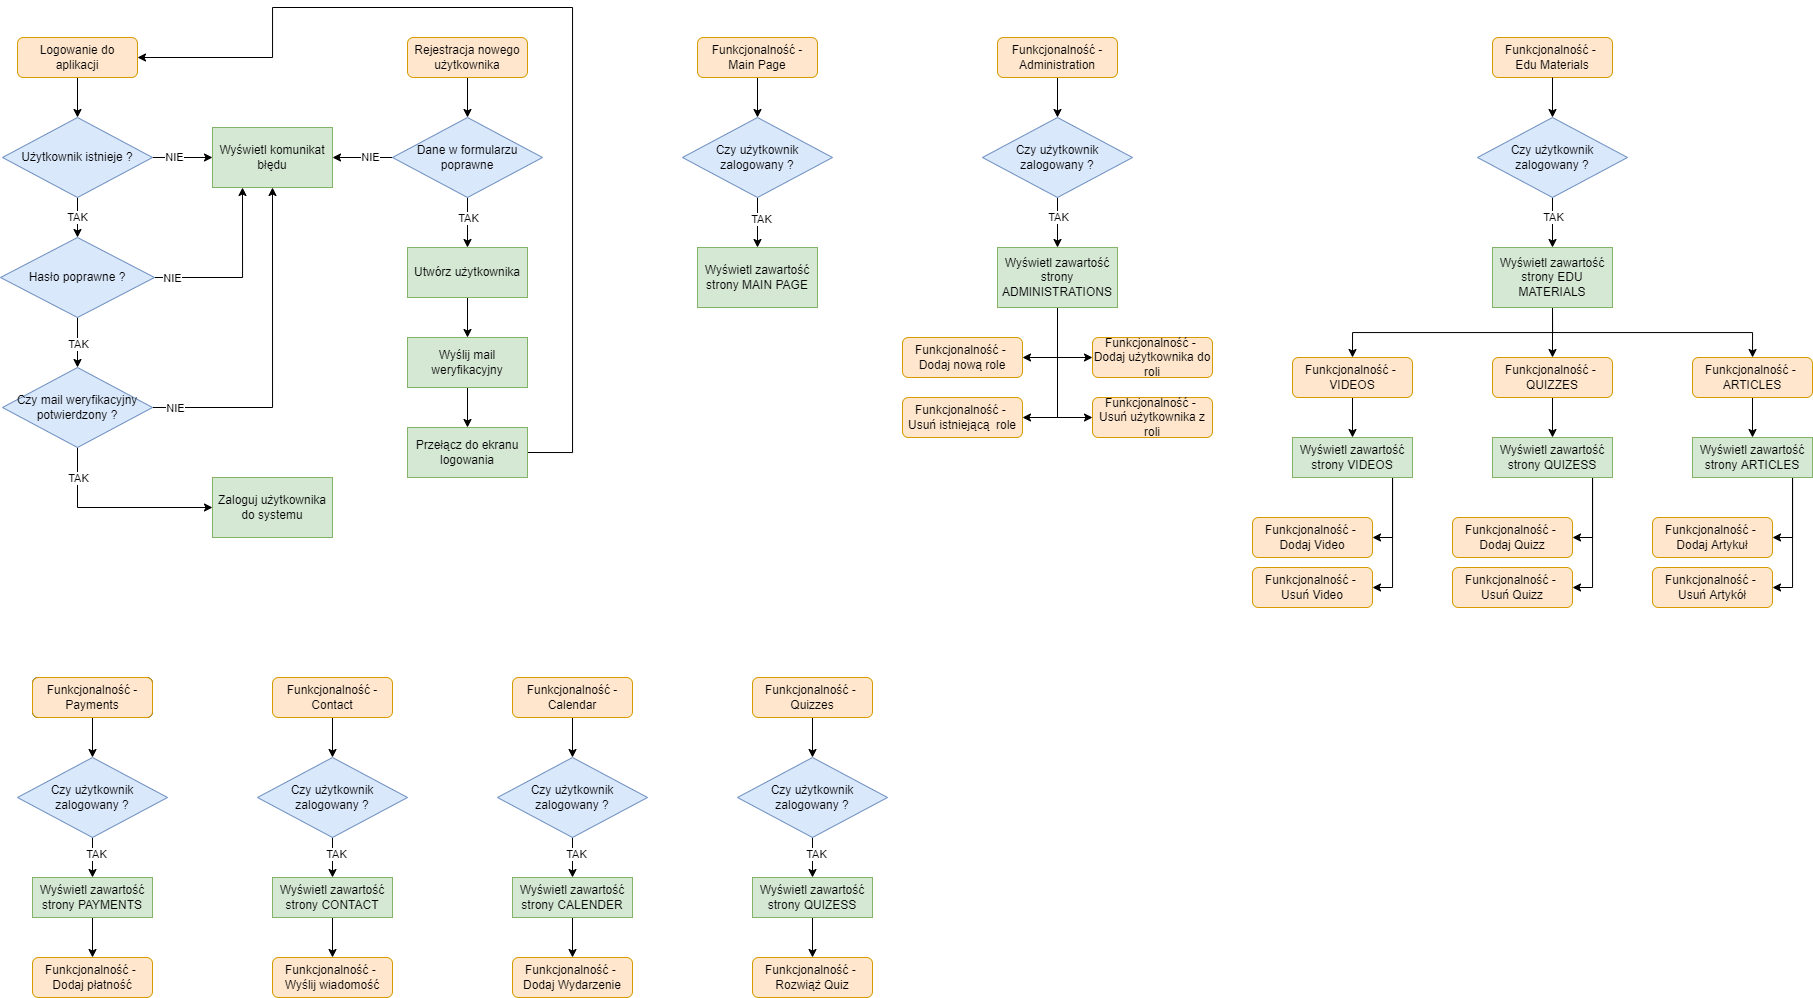 Logowanie do
aplikacji
Użytkownik istnieje ?
NIE
Wyświetl komunikat
błędu
TAK
Hasło poprawne ?
NIE
TAK
Czy mail weryfikacyjny
potwierdzony ?
NIE
TAK
Zaloguj użytkownika
do systemu
Rejestracja nowego
użytkownika
Dane w formularzu
poprawne
NIE
TAK
Utwórz użytkownika
Wyślij mail
weryfikacyjny
Przełącz do ekranu
logowania
Funkcjonalność -
Main Page
Czy użytkownik
zalogowany ?
TAK
Wyświetl zawartość
strony MAIN PAGE
Funkcjonalność -
Administration
Czy użytkownik
zalogowany ?
TAK
Wyświetl zawartość
strony
ADMINISTRATIONS
Funkcjonalność -
Dodaj nową role
Funkcjonalność -
Dodaj użytkownika do
roli
Funkcjonalność -
Usuń istniejącą role
Funkcjonalność -
Usuń użytkownika z
roli
Funkcjonalność -
Edu Materials
Czy użytkownik
zalogowany ?
TAK
Wyświetl zawartość
strony EDU
MATERIALS
Funkcjonalność -
VIDEOS
Wyświetl zawartość
strony VIDEOS
Funkcjonalność -
Dodaj Video
Funkcjonalność -
Usuń Video
Funkcjonalność -
QUIZZES
Wyświetl zawartość
strony QUIZESS
Funkcjonalność -
Dodaj Quizz
Funkcjonalność -
Usuń Quizz
Funkcjonalność -
ARTICLES
Wyświetl zawartość
strony ARTICLES
Funkcjonalność -
Dodaj Artykuł
Funkcjonalność -
Usuń Artykół
Funkcjonalność -
Payments
Czy użytkownik
zalogowany ?
TAK
Wyświetl zawartość
strony PAYMENTS
Funkcjonalność -
Dodaj płatność
Funkcjonalność -
Contact
Czy użytkownik
zalogowany ?
TAK
Wyświetl zawartość
strony CONTACT
Funkcjonalność -
Wyślij wiadomość
Funkcjonalność -
Calendar
Czy użytkownik
zalogowany ?
TAK
Wyświetl zawartość
strony CALENDER
Funkcjonalność -
Dodaj Wydarzenie
Funkcjonalność -
Quizzes
Czy użytkownik
zalogowany ?
TAK
Wyświetl zawartość
strony QUIZESS
Funkcjonalność -
Rozwiąż Quiz